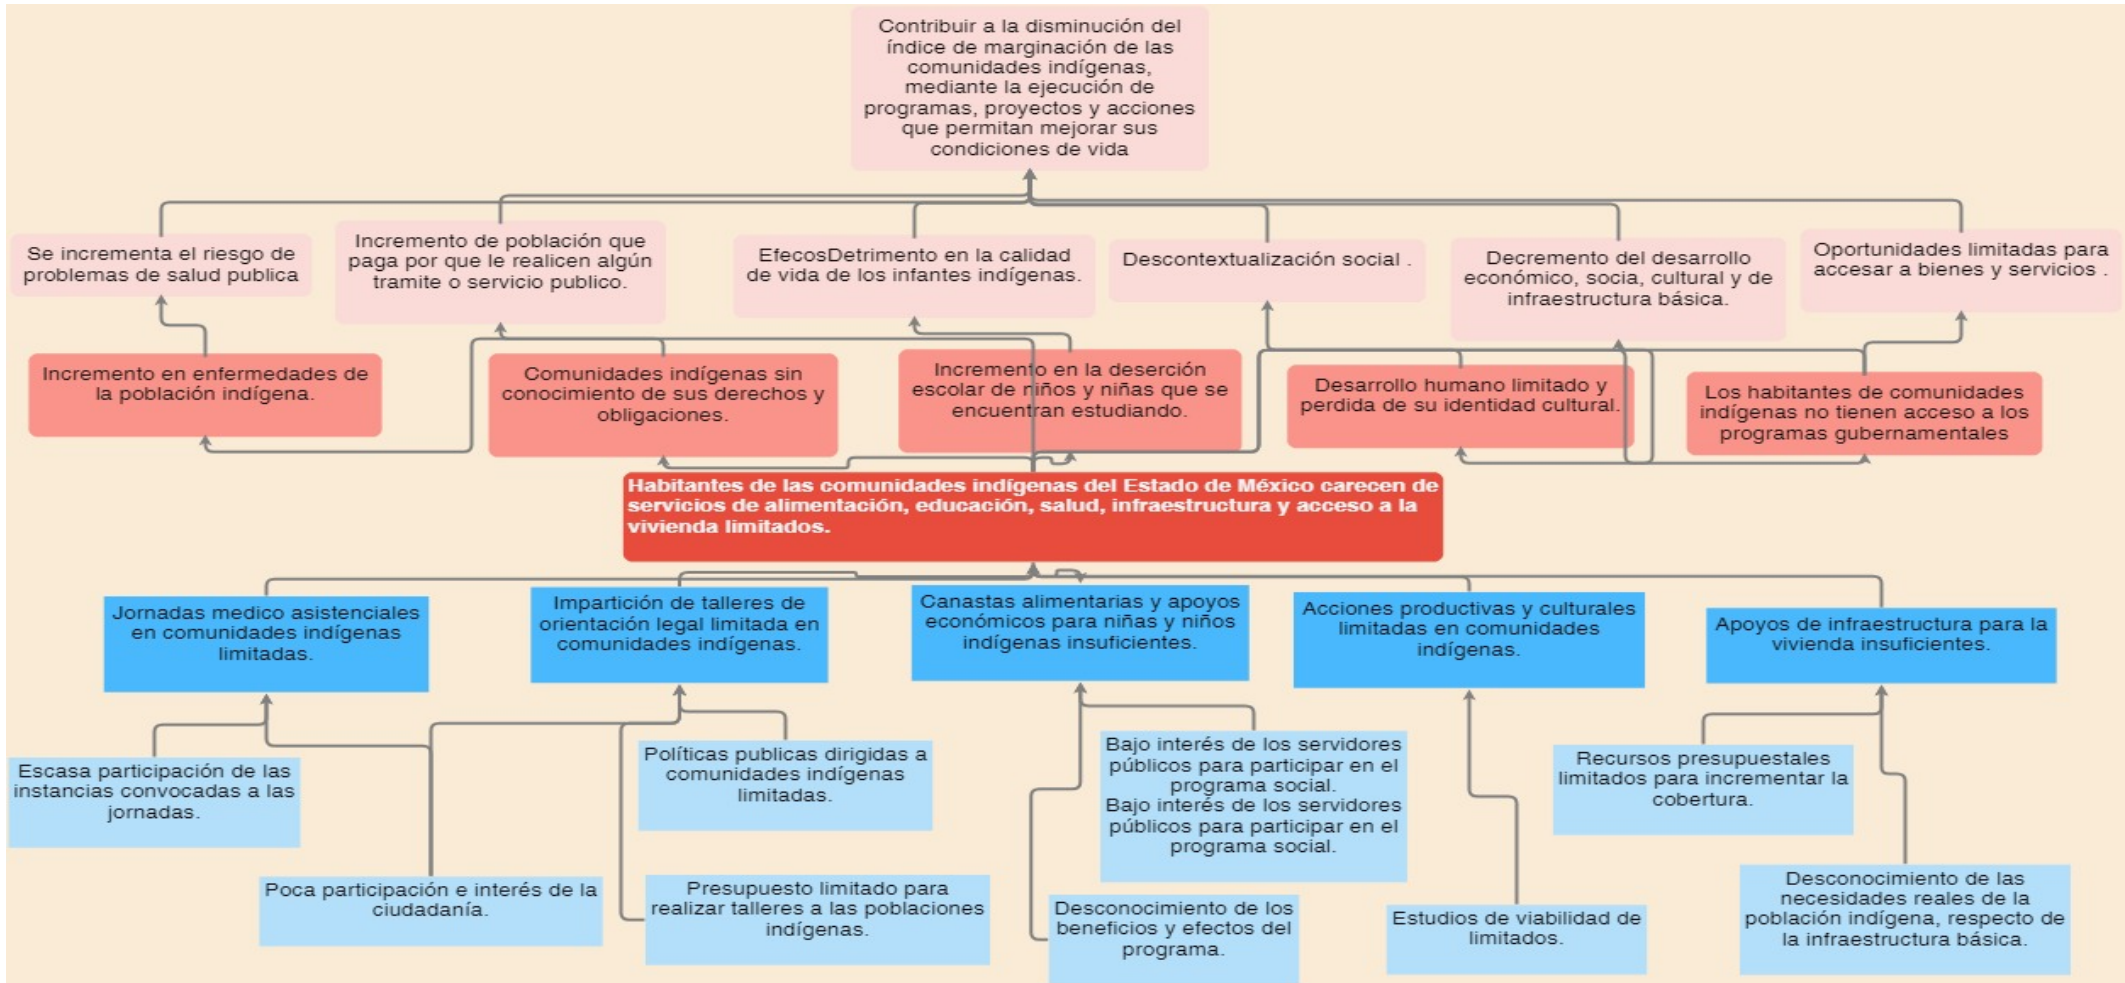 Contribuir a la disminución del
índice de marginación de las
comunidades indígenas,
mediante la ejecución de
programas, proyectos y acciones
que permitan mejorar sus
condiciones de vida
Se incrementa el riesgo de
problemas de salud publica
Incremento de población que
paga por que le realicen algún
tramite o servicio publico.
EfecosDetrimento en la calidad
de vida de los infantes indígenas.
Descontextualización social .
Decremento del desarrollo
económico, socia, cultural y de
infraestructura básica.
Oportunidades limitadas para
accesar a bienes y servicios .
Incremento en enfermedades de
la población indígena.
Comunidades indígenas sin
conocimiento de sus derechos y
obligaciones.
Incremento en la deserción
escolar de niños y niñas que se
encuentran estudiando.
Desarrollo humano limitado y
perdida de su identidad cultural.
Los habitantes de comunidades
indígenas no tienen acceso a los
programas gubernamentales
Habitantes de las comunidades indígenas del Estado de México carecen de
servicios de alimentación, educación, salud, infraestructura y acceso a la
vivienda limitados.
Jornadas medico asistenciales
en comunidades indígenas
limitadas.
Impartición de talleres de
orientación legal limitada en
comunidades indígenas.
Canastas alimentarias y apoyos
económicos para niñas y niños
indígenas insuficientes.
Acciones productivas y culturales
limitadas en comunidades
indígenas.
Apoyos de infraestructura para la
vivienda insuficientes.
Escasa participación de las
instancias convocadas a las
jornadas.
Políticas publicas dirigidas a
comunidades indígenas
limitadas.
Bajo interés de los servidores
públicos para participar en el
programa social.
Bajo interés de los servidores
públicos para participar en el
programa social.
Recursos presupuestales
limitados para incrementar la
cobertura.
Poca participación e interés de la
ciudadanía.
Presupuesto limitado para
realizar talleres a las poblaciones
indígenas.
Desconocimiento de los
beneficios y efectos del
programa.
Estudios de viabilidad de
limitados.
Desconocimiento de las
necesidades reales de la
población indígena, respecto de
la infraestructura básica.